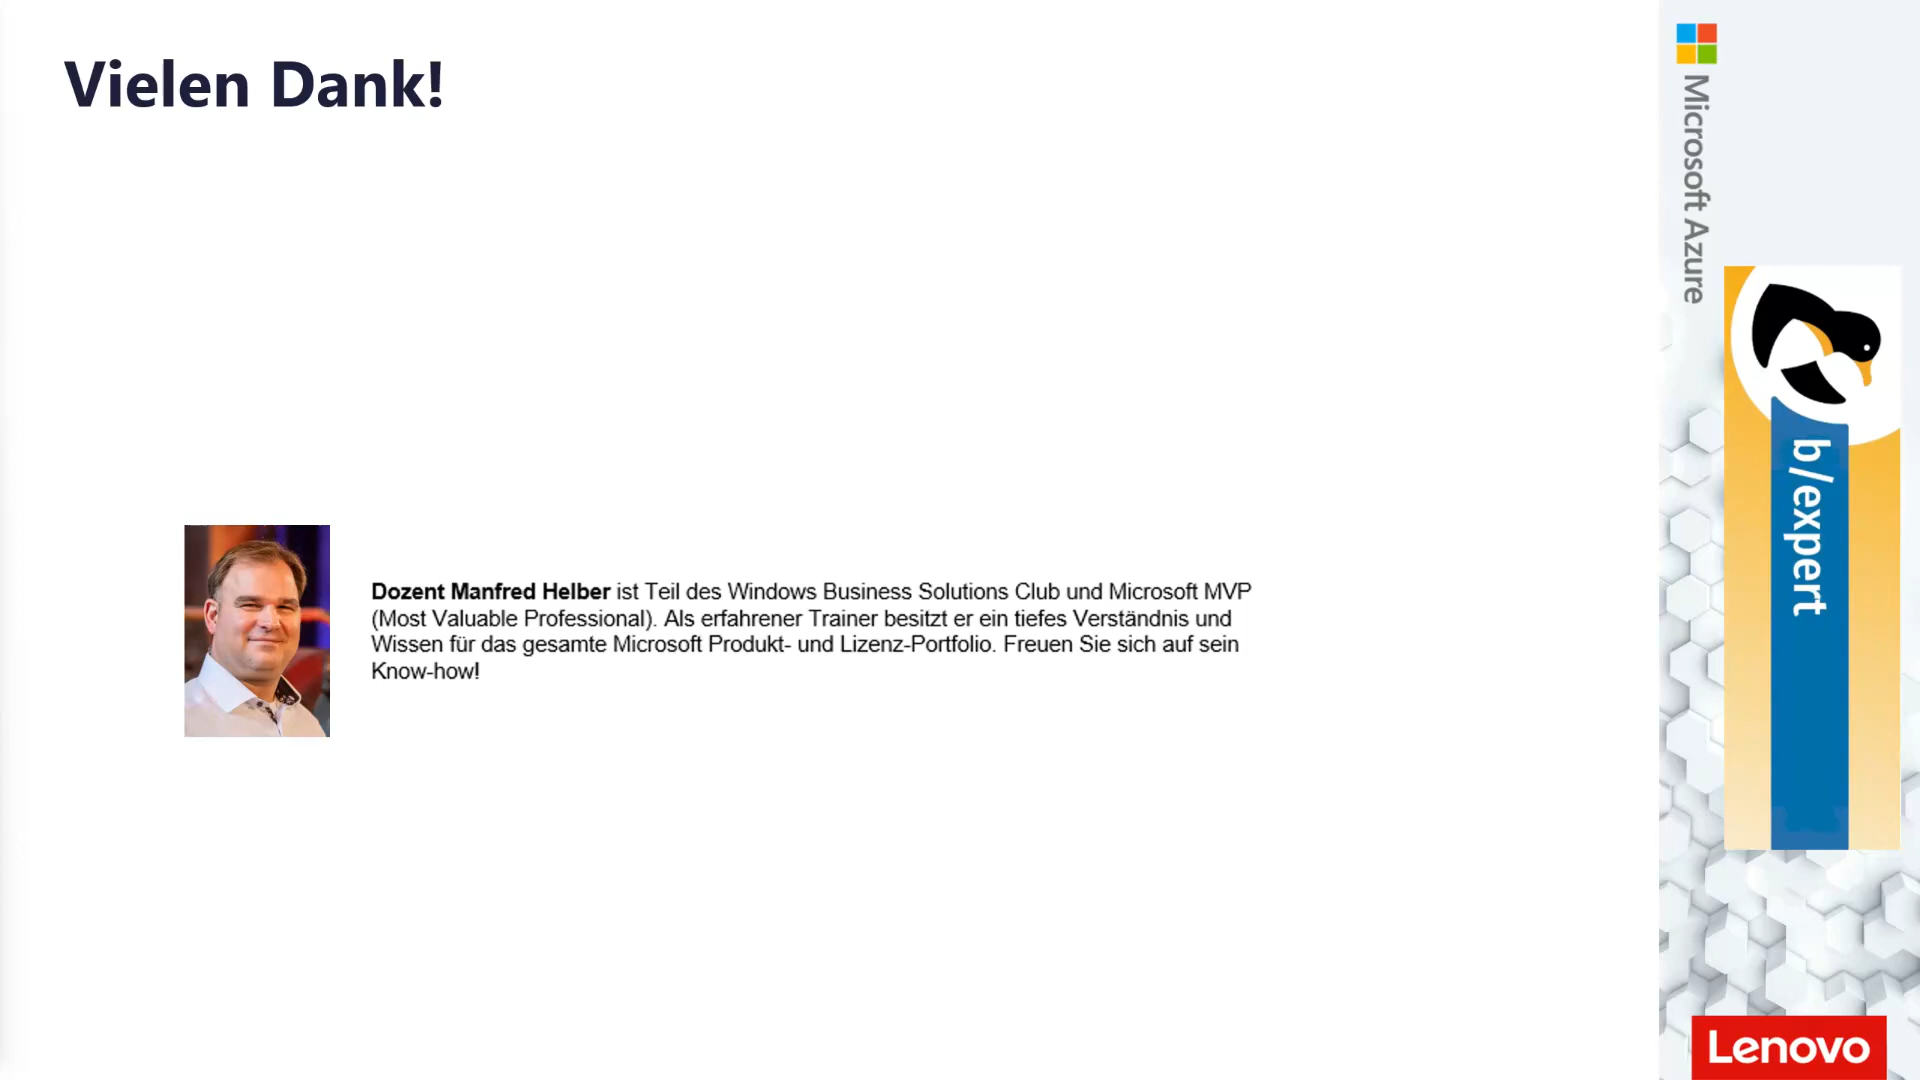 Vielen Dank!
Dozent Manfred Helber ist Teil des Windows Business Solutions Club und Microsoft MVP
(Most Valuable Professional). Als erfahrener Trainer besitzt er ein tiefes Verständnis und
Wissen für das gesamte Microsoft Produkt- und Lizenz-Portfolio. Freuen Sie sich auf sein
Know-how!
Microsoft Azure
b/expert
Lenovo